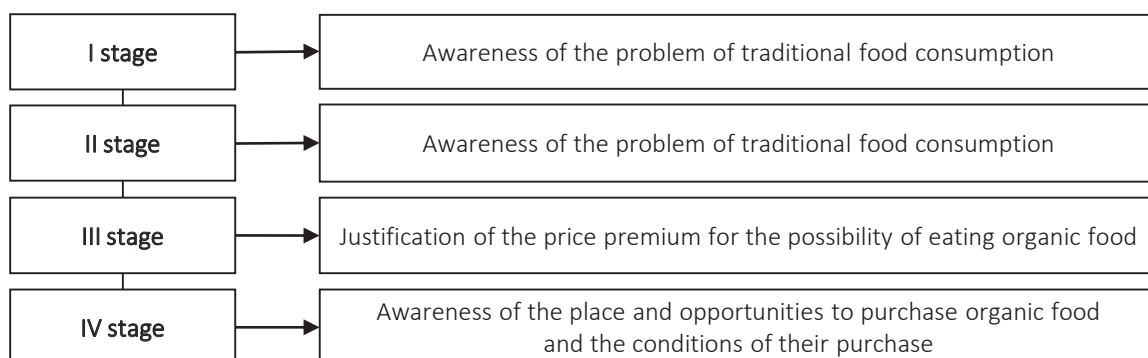 I stage
Awareness of the problem of traditional food consumption
II stage
Awareness of the problem of traditional food consumption
III stage
Justification of the price premium for the possibility of eating organic food
IV stage
Awareness of the place and opportunities to purchase organic food
and the conditions of their purchase